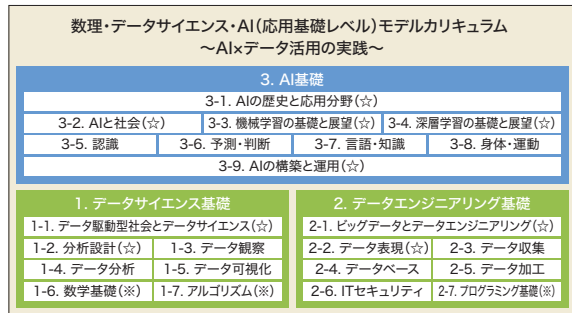 数理・データサイエンス・AI(応用基礎レベル)モデルカリキュラム
～AI×データ活用の実践～
3. AI基礎
3-1. AIの歴史と応用分野(☆)
3-2. AIと社会(☆) 3-3. 機械学習の基礎と展望(☆) 3-4. 深層学習の基礎と展望(☆)
3-5. 認識 3-6. 予測・判断 3-7. 言語・知識 3-8. 身体・運動
3-9. AIの構築と運用(☆)
1. データサイエンス基礎
1-1. データ駆動型社会とデータサイエンス(☆)
1-2. 分析設計(☆) 1-3. データ観察
1-4. データ分析 1-5. データ可視化
1-6. 数学基礎(※) 1-7. アルゴリズム(※)
2. データエンジニアリング基礎
2-1. ビッグデータとデータエンジニアリング(☆)
2-2. データ表現(☆) 2-3. データ収集
2-4. データベース 2-5. データ加工
2-6. ITセキュリティ 2-7. プログラミング基礎(※)